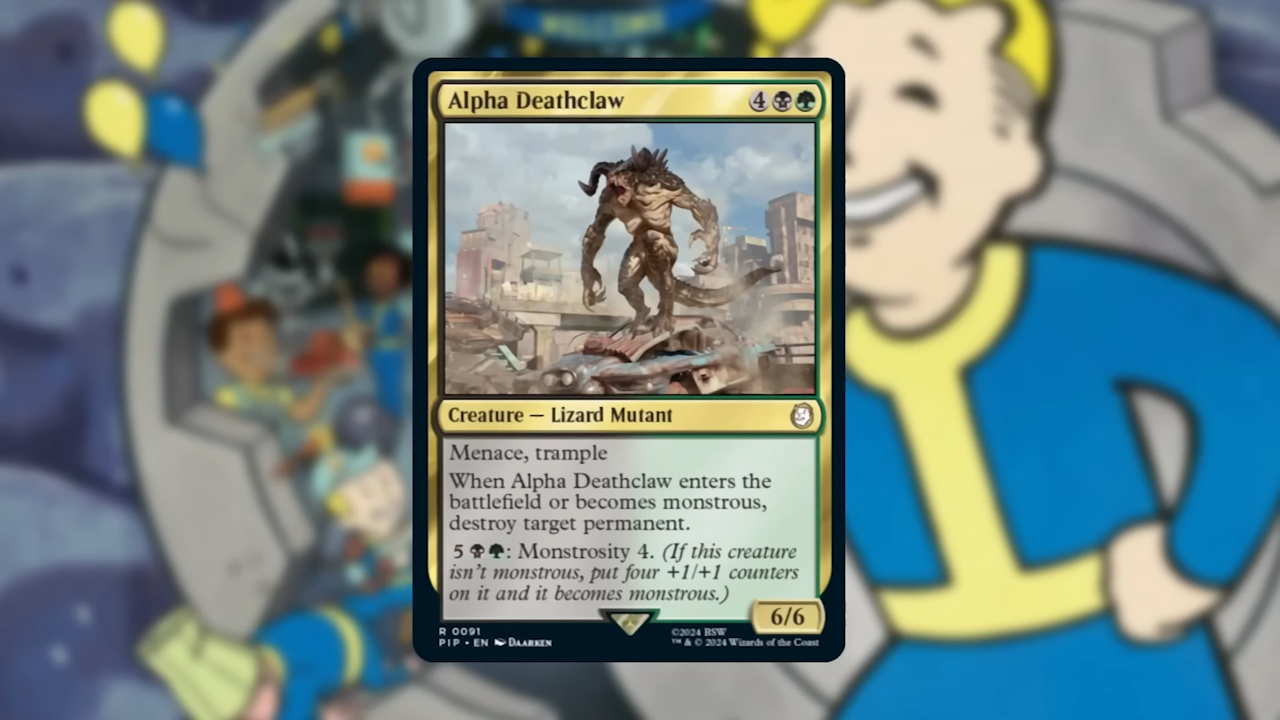 WELCOME
Alpha Deathclaw 4
Creature — Lizard Mutant
Menace, trample
When Alpha Deathclaw enters the
battlefield or becomes monstrous,
destroy target permanent.
5 : Monstrosity 4. (If this creature
isn't monstrous, put four +1/+1 counters
on it and it becomes monstrous.)
6/6
R 0091
PIP • EN DAARKEN
©2024 BSW
™ & © 2024 Wizards of the Coast